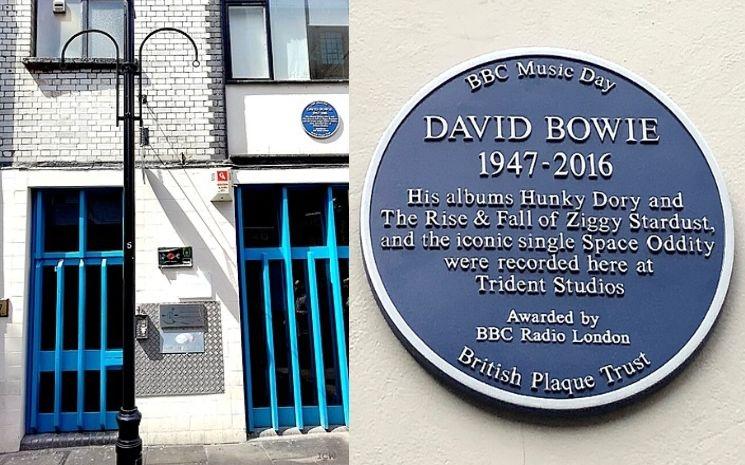 BBC Music Day
DAVID BOWIE
1947-2016
His albums Hunky Dory and
The Rise & Fall of Ziggy Stardust,
and the iconic single Space Oddity
were recorded here at
Trident Studios
Awarded by
BBC Radio London
British Plaque Trust